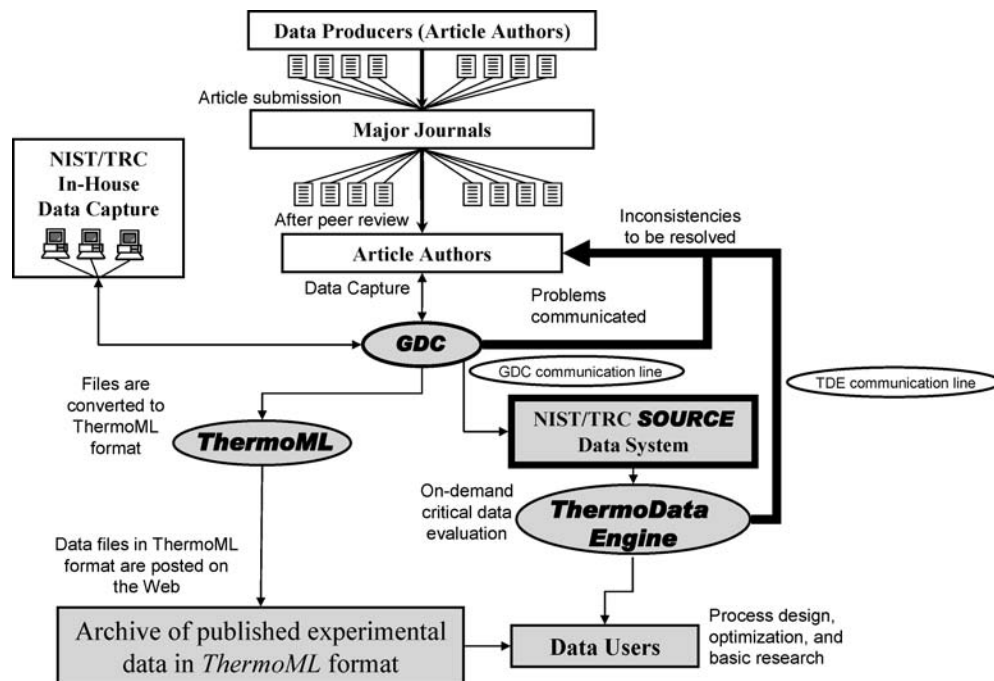 Data Producers (Article Authors)
Article submission
Major Journals
NIST/TRC
In-House
Data Capture
After peer review
Inconsistencies
to be resolved
Article Authors
Data Capture
Problems
communicated
GDC
GDC communication line
TDE communication line
Files are
converted to
ThermoML
format
ThermoML
NIST/TRC SOURCE
Data System
On-demand
critical data
evaluation
ThermoData
Engine
Data files in ThermoML
format are posted on
the Web
Archive of published experimental
data in ThermoML format
Data Users
Process design,
optimization, and
basic research